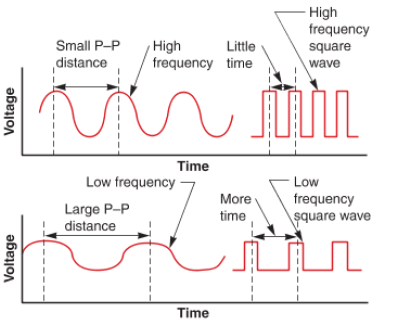 Small P–P
distance
High
frequency
Little
time
High
frequency
square
wave
Voltage
Time
Low frequency
Large P–P
distance
More
time
Low
frequency
square wave
Voltage
Time